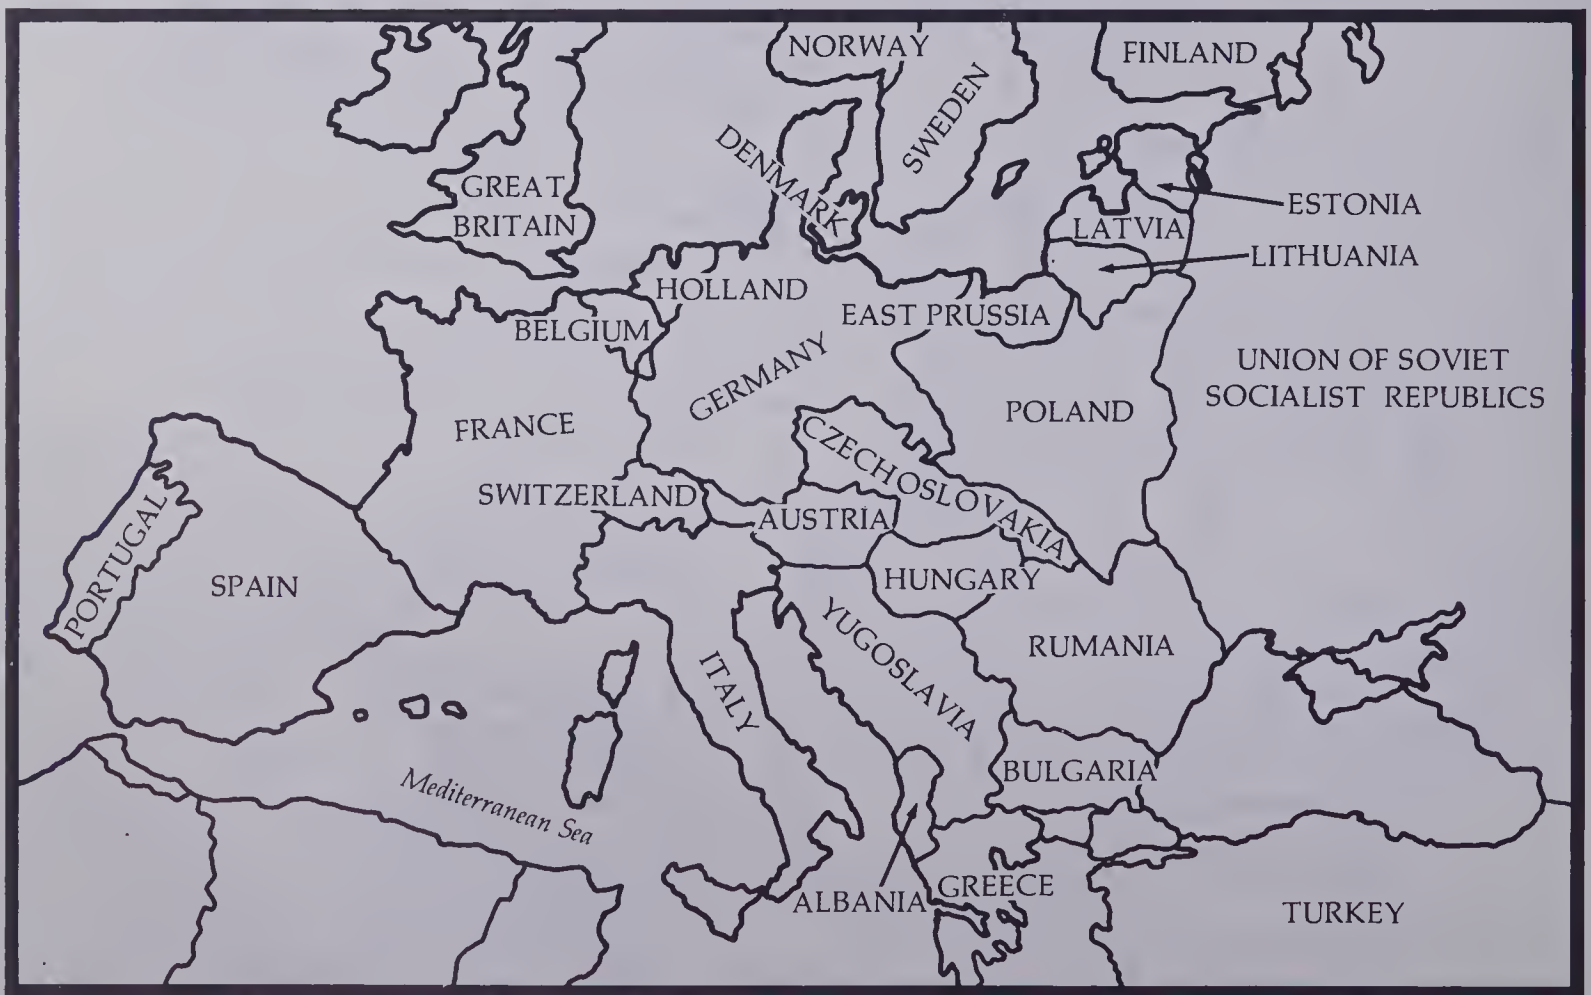 NORWAY
FINLAND
SWEDEN
DENMARK
GREAT
BRITAIN
ESTONIA
LATVIA
LITHUANIA
HOLLAND
EAST PRUSSIA
BELGIUM
GERMANY
UNION OF SOVIET
SOCIALIST REPUBLICS
POLAND
FRANCE
CZECHOSLOVAKIA
SWITZERLAND
AUSTRIA
PORTUGAL
SPAIN
HUNGARY
YUGOSLAVIA
RUMANIA
ITALY
BULGARIA
Mediterranean Sea
ALBANIA
GREECE
TURKEY